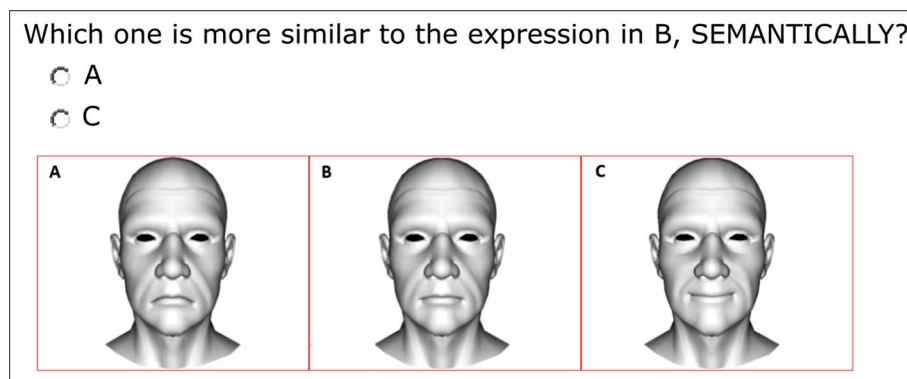 Which one is more similar to the expression in B, SEMANTICALLY?
A
C
A B C